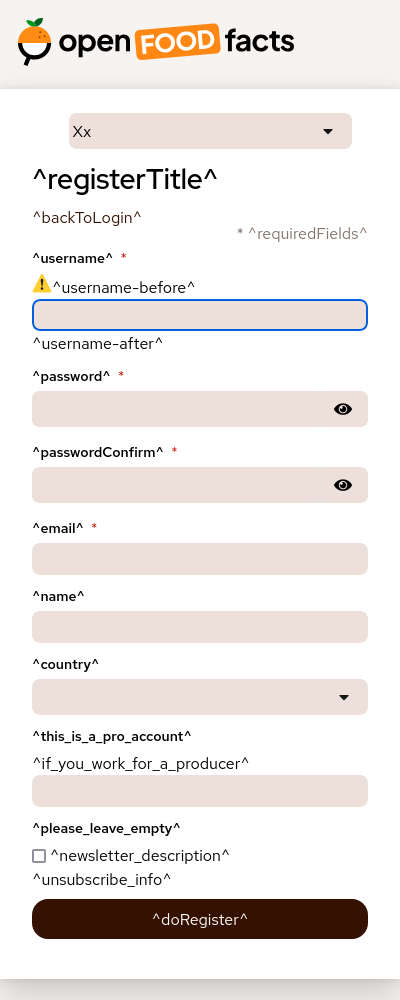 open FOOD facts
Xx
^registerTitle^
^backToLogin^
* ^requiredFields^
^username^ *
^username-before^
^username-after^
^password^ *
^passwordConfirm^ *
^email^ *
^name^
^country^
^this_is_a_pro_account^
^if_you_work_for_a_producer^
^please_leave_empty^
^newsletter_description^
^unsubscribe_info^
^doRegister^